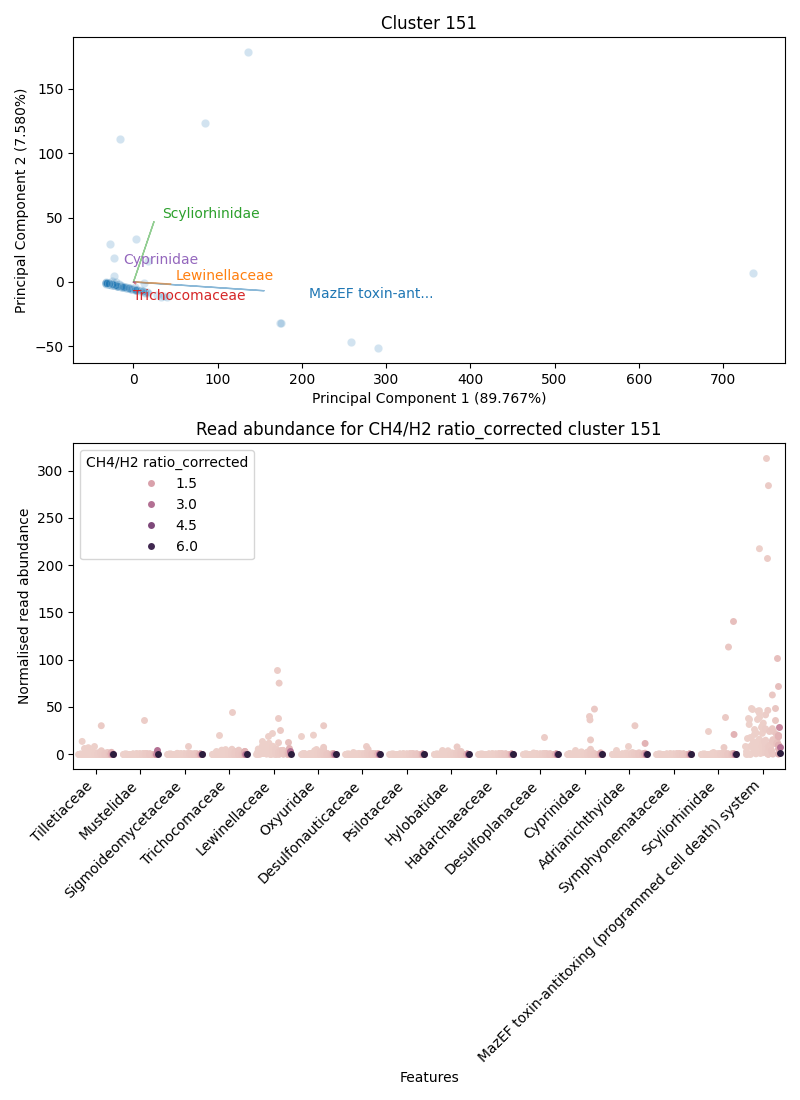 Cluster 151
Principal Component 2 (7.580%)
150
100
50
0
−50
Scyliorhinidae
Cyprinidae
Lewinellaceae
Trichocomaceae
MazEF toxin-ant...
0
100
200
300
400
500
600
700
Principal Component 1 (89.767%)
Read abundance for CH4/H2 ratio_corrected cluster 151
Normalised read abundance
300
250
200
150
100
50
0
CH4/H2 ratio_corrected
1.5
3.0
4.5
6.0
Tilletiaceae
Mustelidae
Sigmoideomycetaceae
Trichocomaceae
Lewinellaceae
Oxyuridae
Desulfonauticaceae
Psilotaceae
Hylobatidae
Hadarchaeaceae
Desulfoplanaceae
Cyprinidae
Adrianichthyidae
Symphyonemataceae
Scyliorhinidae
MazEF toxin-antitoxing (programmed cell death) system
Features